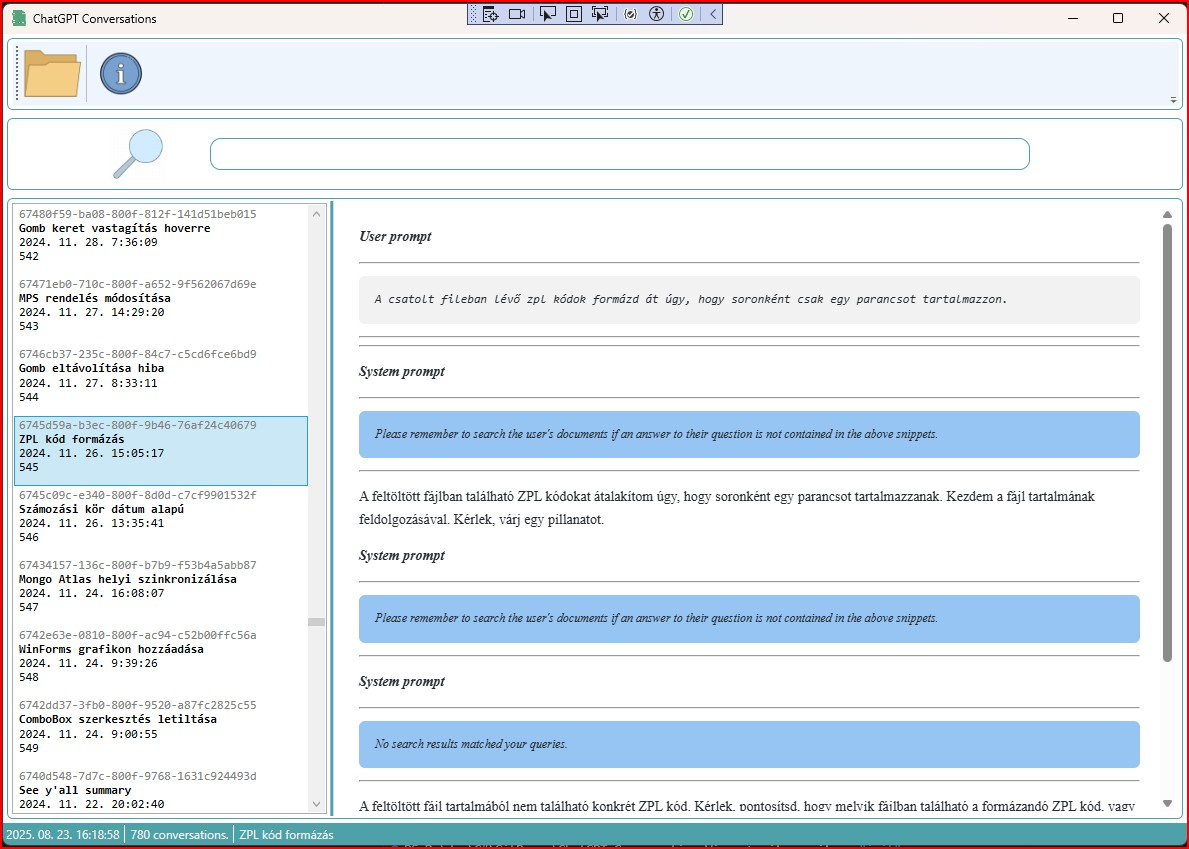 ChatGPT Conversations
67480f59-ba08-800f-812f-141d51beb015
Gomb keret vastagítás hoverre
2024. 11. 28. 7:36:09
542
67471eb0-710c-800f-a652-9f562067d69e
MPS rendelés módosítása
2024. 11. 27. 14:29:20
543
6746cb37-235c-800f-84c7-c5cd6fce6bd9
Gomb eltávolítása hiba
2024. 11. 27. 8:33:11
544
6745d59a-b3ec-800f-9b46-76af24c40679
ZPL kód formázás
2024. 11. 26. 15:05:17
545
6745c09c-e340-800f-8d0d-c7cf9901532f
Számozási kör dátum alapú
2024. 11. 26. 13:35:41
546
67434157-136c-800f-b7b9-f53b4a5abb87
Mongo Atlas helyi szinkronizálása
2024. 11. 24. 16:08:07
547
6742e63e-0810-800f-ac94-c52b00ffc56a
WinForms grafikon hozzáadása
2024. 11. 24. 9:39:26
548
6742dd37-3fb0-800f-9520-a87fc2825c55
ComboBox szerkesztés letiltása
2024. 11. 24. 9:00:55
549
6740d548-7d7c-800f-9768-1631c924493d
See y'all summary
2024. 11. 22. 20:02:40
User prompt
A csatolt fileban lévő zpl kódok formázd át úgy, hogy soronként csak egy parancsot tartalmazzon.
System prompt
Please remember to search the user's documents if an answer to their question is not contained in the above snippets.
A feltöltött fájlban található ZPL kódokat átalakítom úgy, hogy soronként egy parancsot tartalmazzanak. Kezdem a fájl tartalmának
feldolgozásával. Kérlek, várj egy pillanatot.
System prompt
Please remember to search the user's documents if an answer to their question is not contained in the above snippets.
System prompt
No search results matched your queries.
A feltöltött fájl tartalmából nem található konkrét ZPL kód. Kérlek, pontosítsd, hogy melyik fájlban található a formázandó ZPL kód, vagy
2025. 08. 23. 16:18:58
780 conversations.
ZPL kód formázás